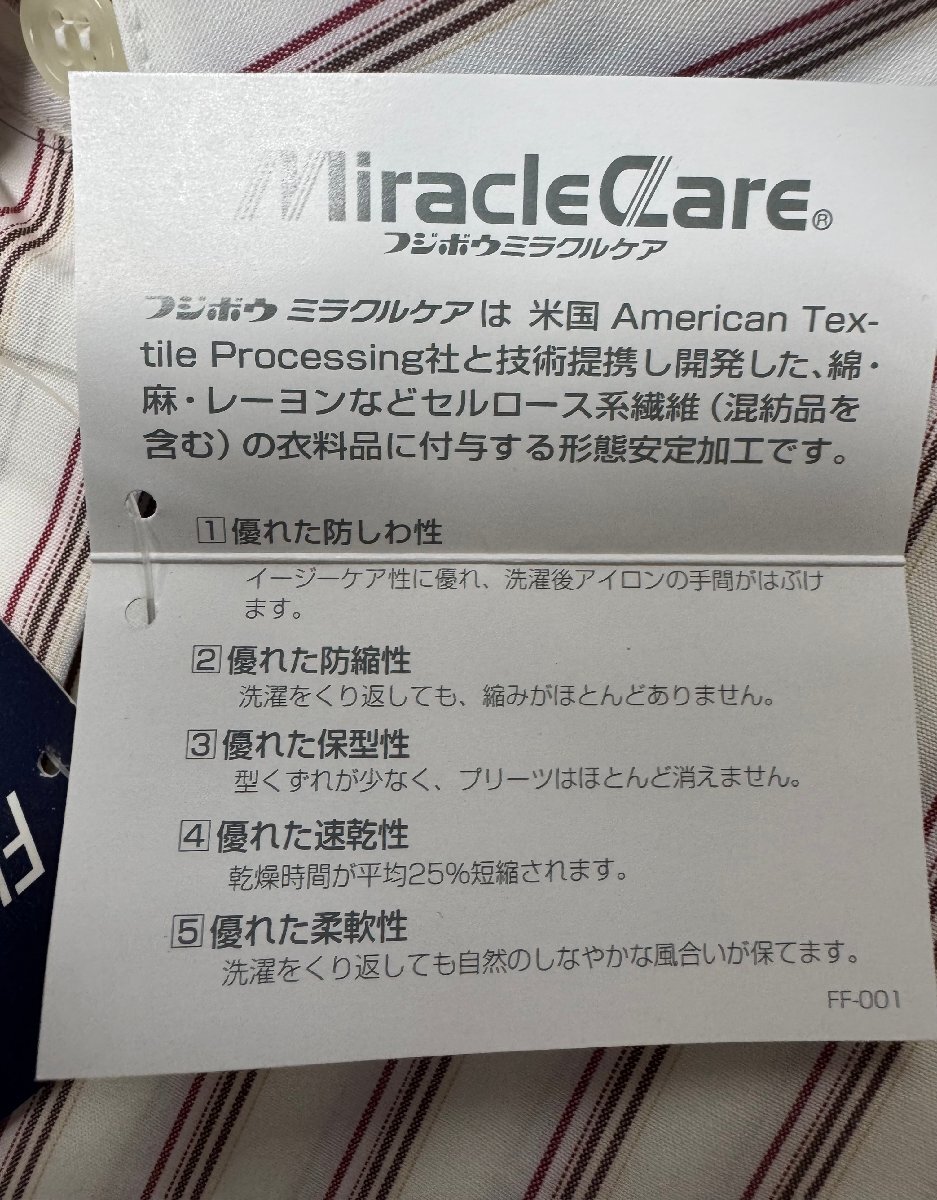 MiracleCare®
フジボウミラクルケア
フジボウ ミラクルケアは 米国 American Tex-
tile Processing社と技術提携し開発した、綿・
麻・レーヨンなどセルロース系繊維（混紡品を
含む）の衣料品に付与する形態安定加工です。
1 優れた防しわ性
イージーケア性に優れ、洗濯後アイロンの手間がはぶけ
ます。
2 優れた防縮性
洗濯をくり返しても、縮みがほとんどありません。
3 優れた保型性
型くずれが少なく、プリーツはほとんど消えません。
4 優れた速乾性
乾燥時間が平均25%短縮されます。
5 優れた柔軟性
洗濯をくり返しても自然のしなやかな風合いが保てます。
FF-001